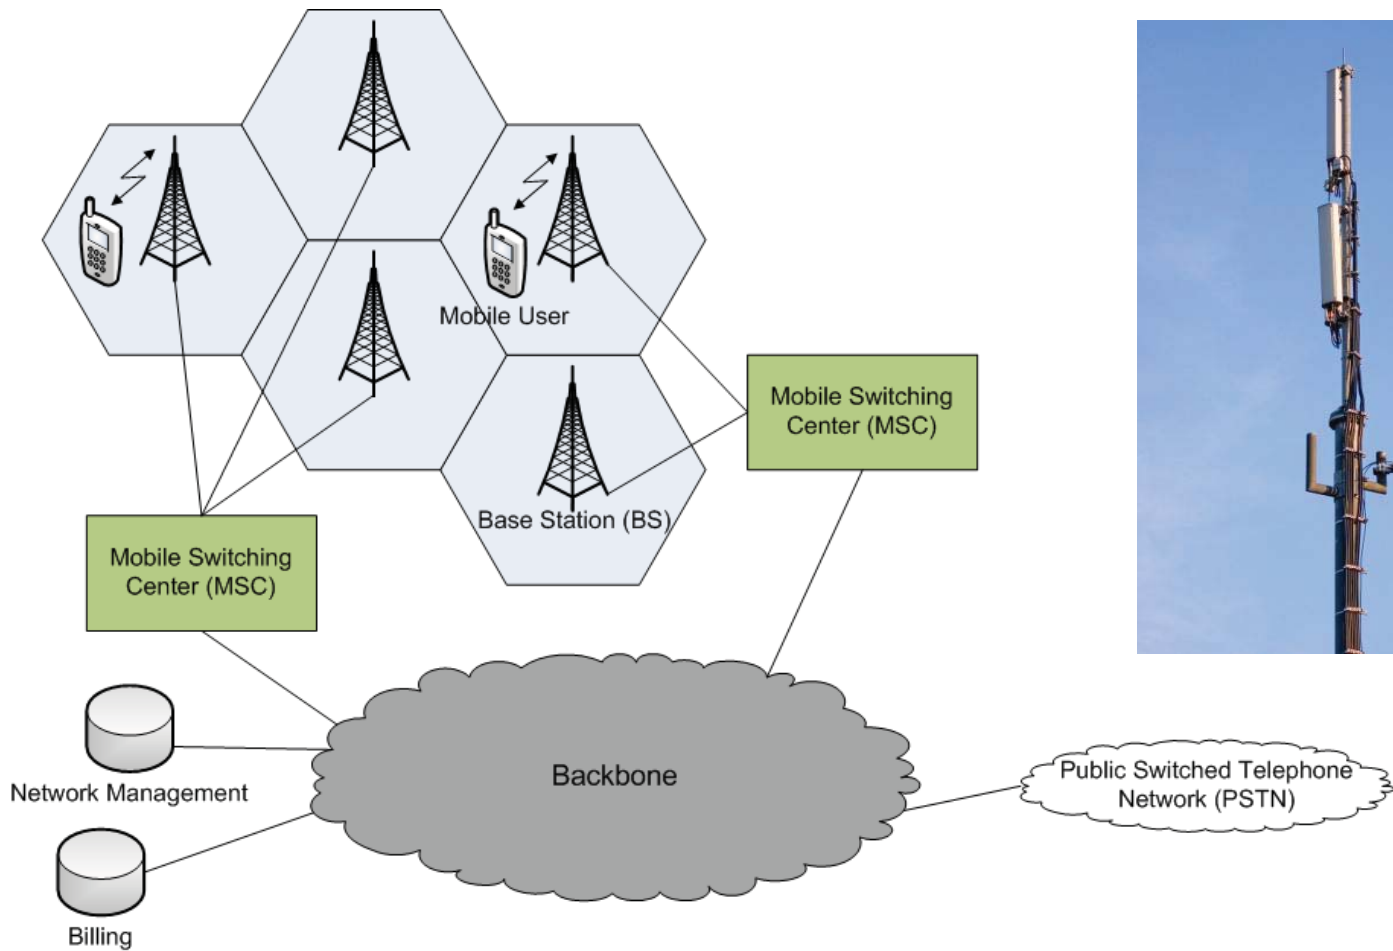 Mobile User
Mobile Switching
Center (MSC)
Base Station (BS)
Mobile Switching
Center (MSC)
Network Management
Backbone
Public Switched Telephone
Network (PSTN)
Billing